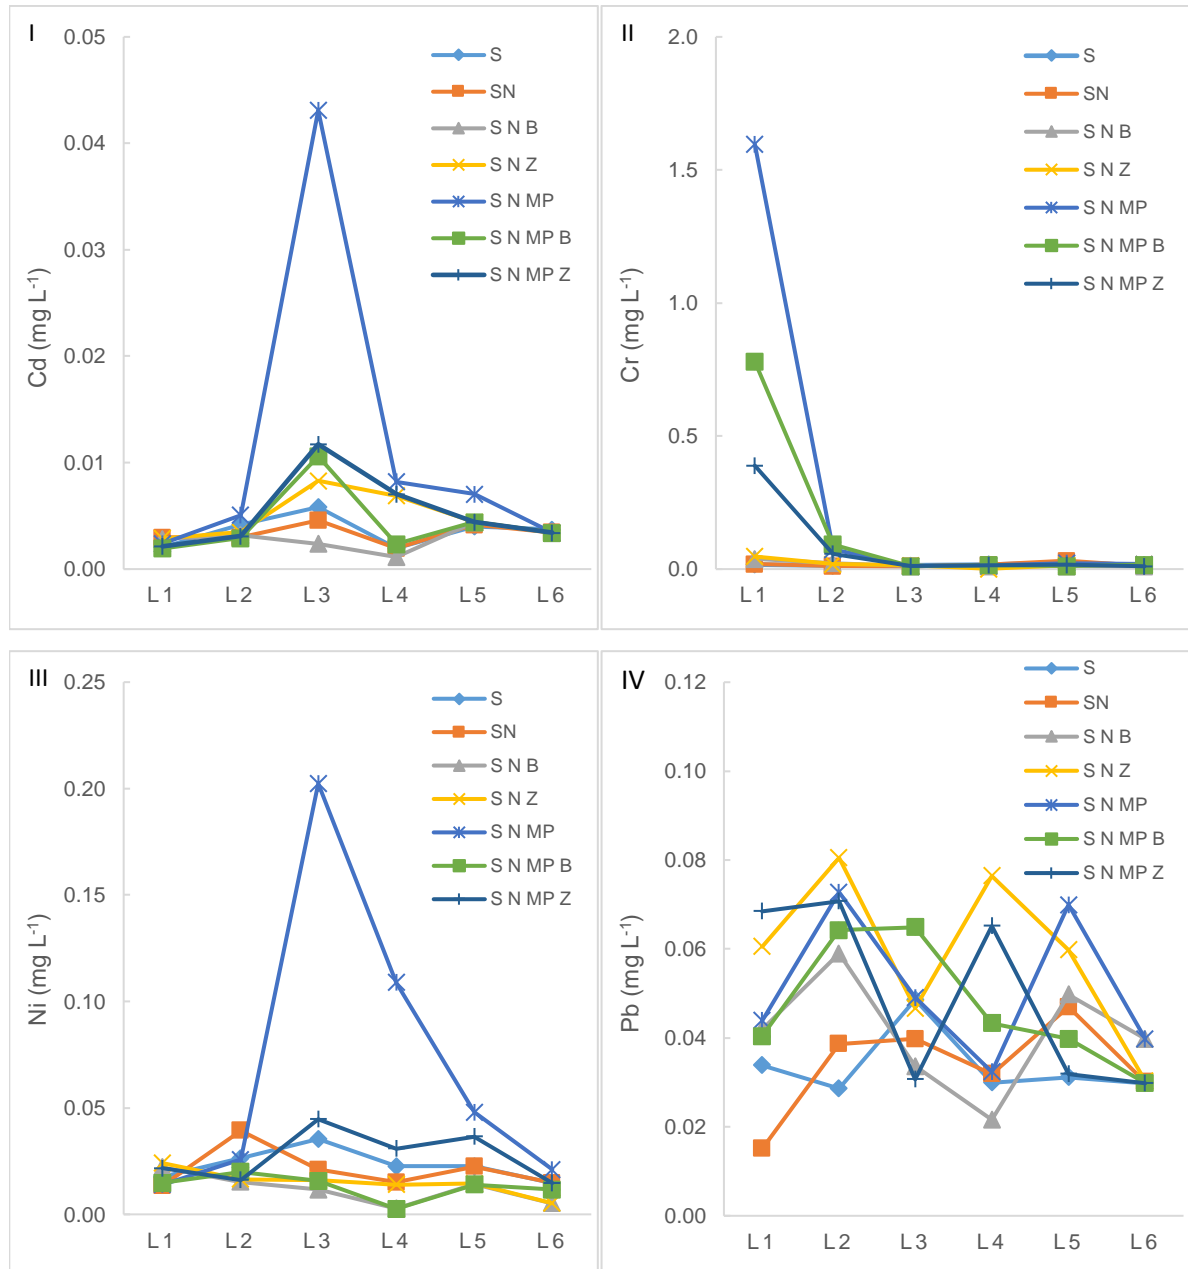 I
0.05
0.04
0.03
0.02
0.01
0.00
Cd (mg L⁻¹)
L1 L2 L3 L4 L5 L6
S
SN
S N B
S N Z
S N MP
S N MP B
S N MP Z
II
2.0
1.5
1.0
0.5
0.0
Cr (mg L⁻¹)
L1 L2 L3 L4 L5 L6
S
SN
S N B
S N Z
S N MP
S N MP B
S N MP Z
III
0.25
0.20
0.15
0.10
0.05
0.00
Ni (mg L⁻¹)
L1 L2 L3 L4 L5 L6
S
SN
S N B
S N Z
S N MP
S N MP B
S N MP Z
IV
0.12
0.10
0.08
0.06
0.04
0.02
0.00
Pb (mg L⁻¹)
L1 L2 L3 L4 L5 L6
S
SN
S N B
S N Z
S N MP
S N MP B
S N MP Z